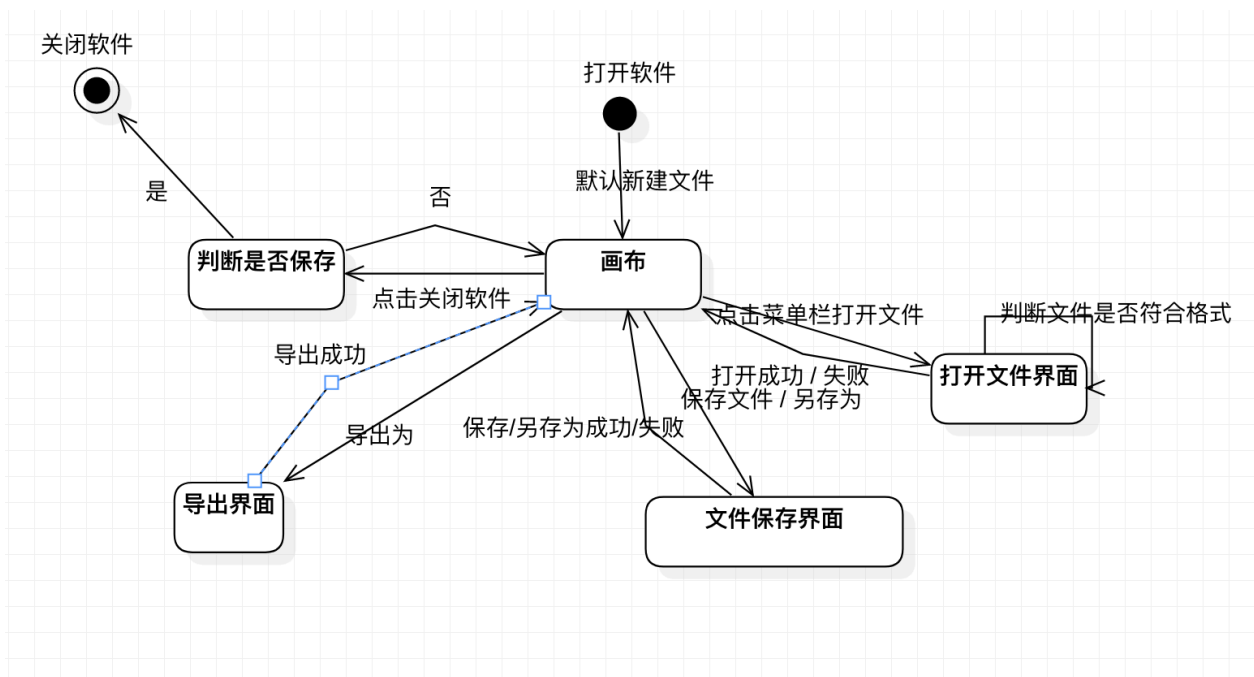 关闭软件
打开软件
默认新建文件
是
否
判断是否保存
画布
点击关闭软件
点击菜单栏打开文件
判断文件是否符合格式
导出成功
打开成功 / 失败
打开文件界面
保存文件 / 另存为
导出为
保存/另存为成功/失败
导出界面
文件保存界面